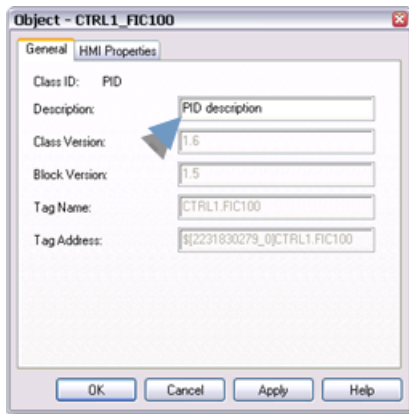 Object - CTRL1_FIC100
General HMI Properties
Class ID: PID
Description: PID description
Class Version: 1.6
Block Version: 1.5
Tag Name: CTRL1.FIC100
Tag Address: $[2231830279_0]CTRL1.FIC100
OK Cancel Apply Help